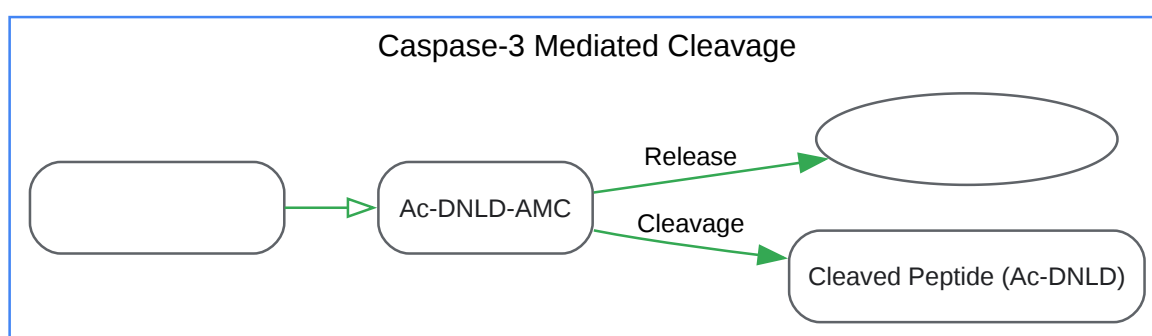 Caspase-3 Mediated Cleavage
Release
Ac-DNLD-AMC
Cleavage
Cleaved Peptide (Ac-DNLD)